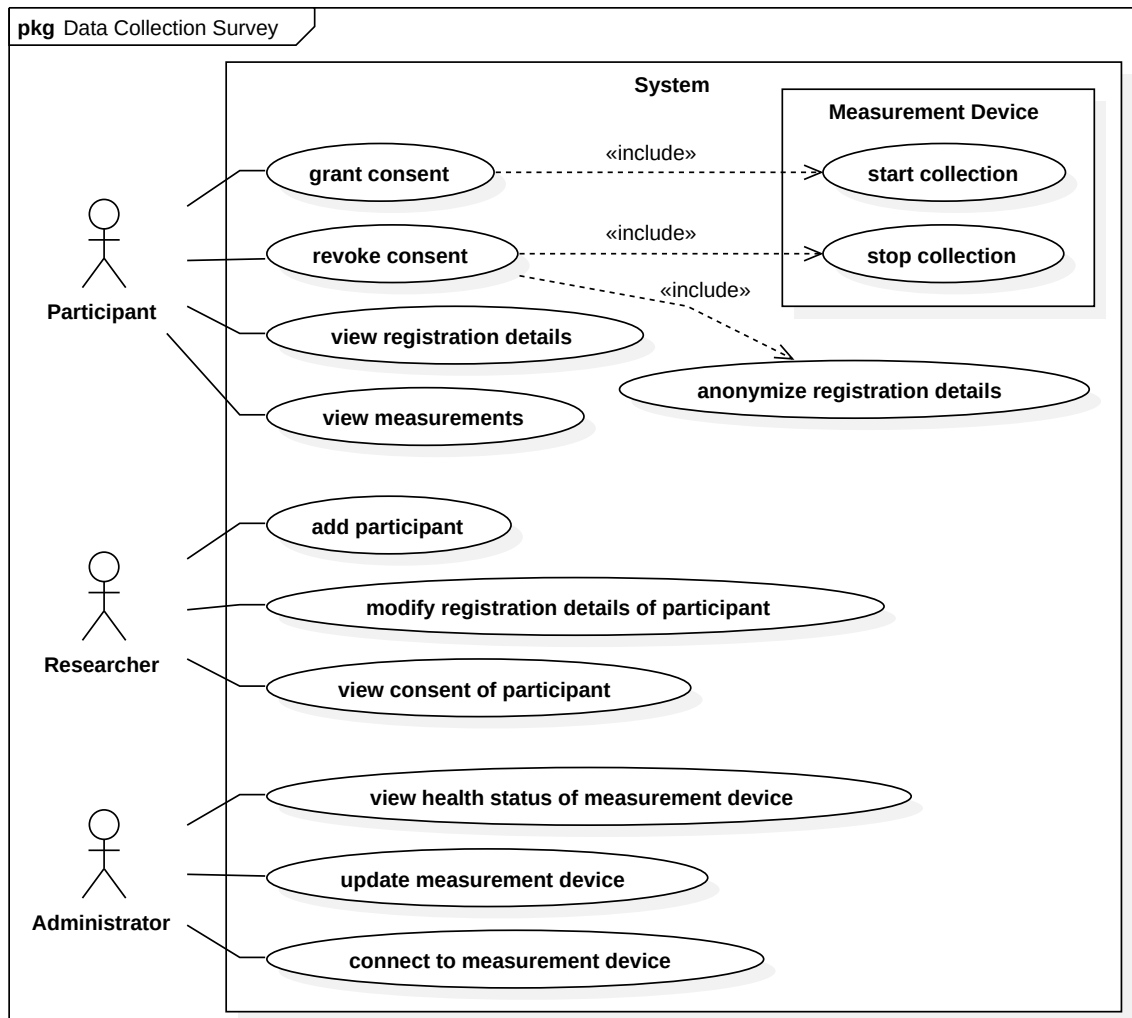 pkg Data Collection Survey
System
Measurement Device
«include»
grant consent
start collection
«include»
revoke consent
stop collection
«include»
Participant
view registration details
anonymize registration details
view measurements
add participant
modify registration details of participant
Researcher
view consent of participant
view health status of measurement device
update measurement device
Administrator
connect to measurement device